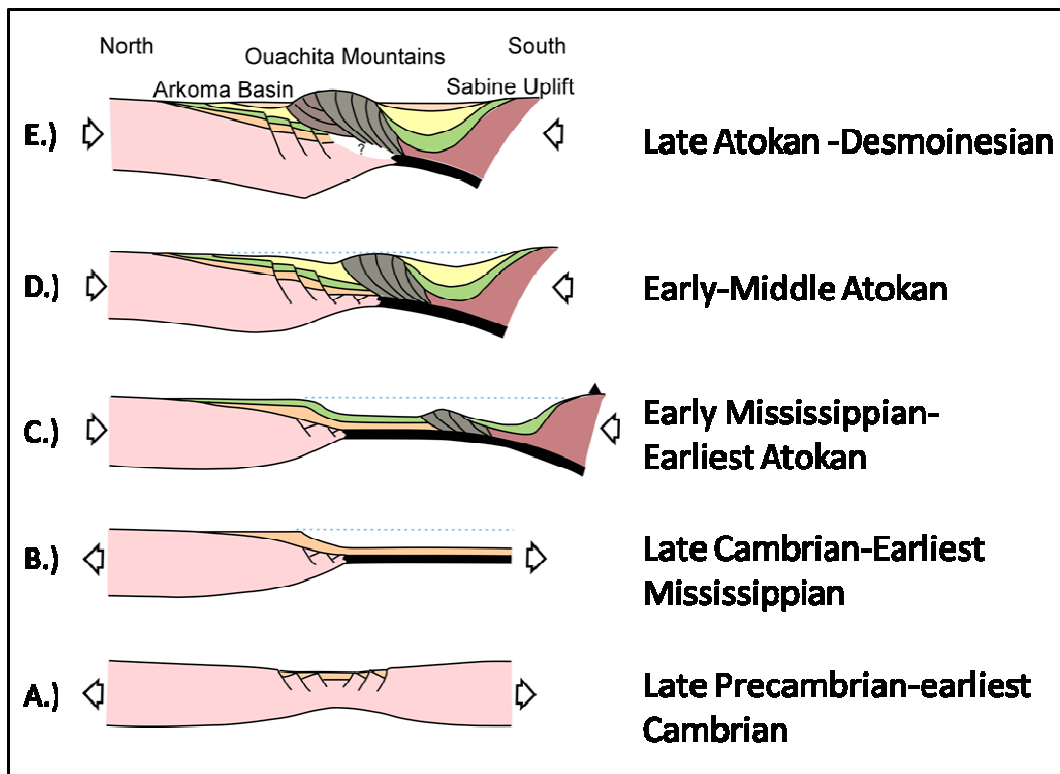 North
South
Ouachita Mountains
Arkoma Basin
Sabine Uplift
E.)
?
Late Atokan -Desmoinesian
D.)
Early-Middle Atokan
C.)
Early Mississippian-
Earliest Atokan
B.)
Late Cambrian-Earliest
Mississippian
A.)
Late Precambrian-earliest
Cambrian